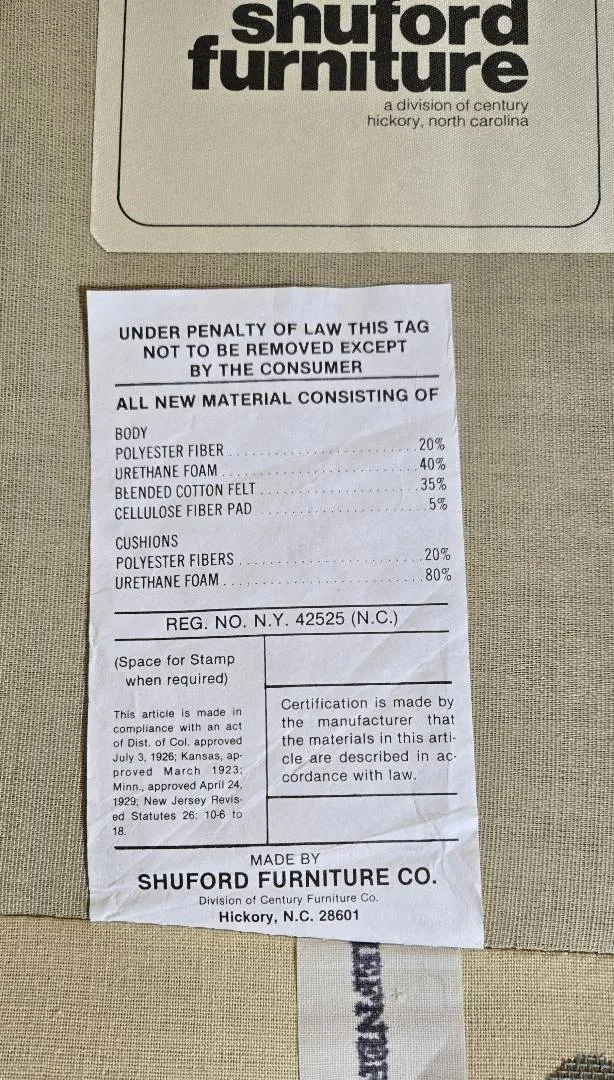 shuford
furniture
a division of century
hickory, north carolina
UNDER PENALTY OF LAW THIS TAG
NOT TO BE REMOVED EXCEPT
BY THE CONSUMER
ALL NEW MATERIAL CONSISTING OF
BODY
POLYESTER FIBER . . . . . . . . . . . . . . . . . . . . . . . . 20%
URETHANE FOAM . . . . . . . . . . . . . . . . . . . . . . . . 40%
BLENDED COTTON FELT . . . . . . . . . . . . . . . . . . . . 35%
CELLULOSE FIBER PAD . . . . . . . . . . . . . . . . . . . . . 5%
CUSHIONS
POLYESTER FIBERS . . . . . . . . . . . . . . . . . . . . . . . 20%
URETHANE FOAM . . . . . . . . . . . . . . . . . . . . . . . . . 80%
REG. NO. N.Y. 42525 (N.C.)
(Space for Stamp
when required)
This article is made in
compliance with an act
of Dist. of Col. approved
July 3, 1926; Kansas, ap-
proved March 1923;
Minn., approved April 24,
1929; New Jersey Revis-
ed Statutes 26: 10-6 to
18.
Certification is made by
the manufacturer that
the materials in this arti-
cle are described in ac-
cordance with law.
MADE BY
SHUFORD FURNITURE CO.
Division of Century Furniture Co.
Hickory, N.C. 28601